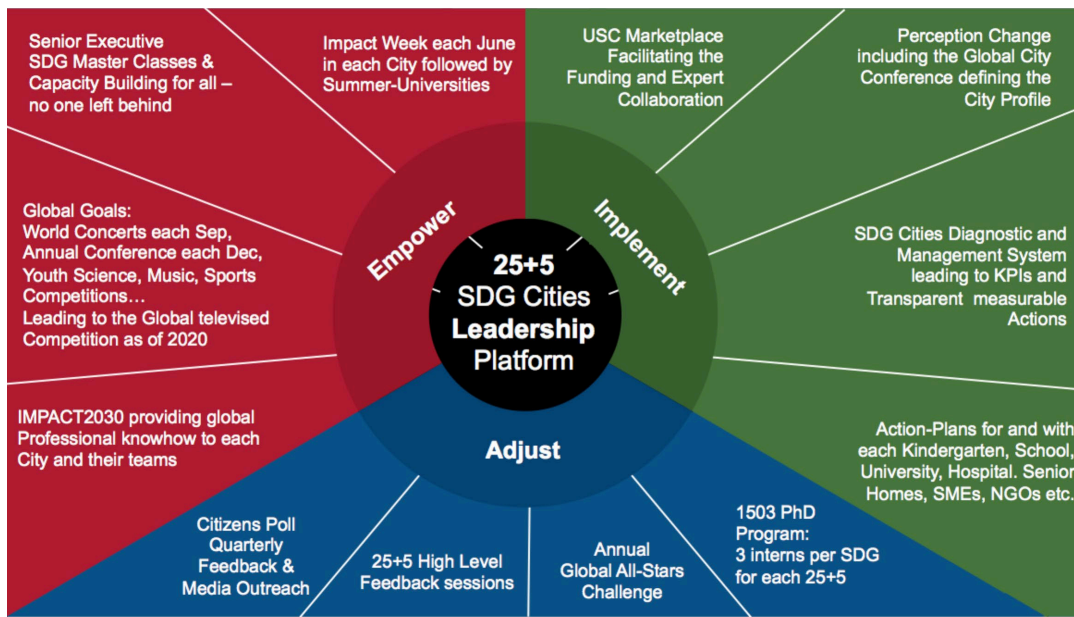 Senior Executive
SDG Master Classes &
Capacity Building for all –
no one left behind
Impact Week each June
in each City followed by
Summer-Universities
USC Marketplace
Facilitating the
Funding and Expert
Collaboration
Perception Change
including the Global City
Conference defining the
City Profile
Global Goals:
World Concerts each Sep,
Annual Conference each Dec,
Youth Science, Music, Sports
Competitions…
Leading to the Global televised
Competition as of 2020
Empower
Implement
25+5
SDG Cities
Leadership
Platform
SDG Cities Diagnostic and
Management System
leading to KPIs and
Transparent measurable
Actions
IMPACT2030 providing global
Professional knowhow to each
City and their teams
Adjust
Action-Plans for and with
each Kindergarten, School,
University, Hospital. Senior
Homes, SMEs, NGOs etc.
Citizens Poll
Quarterly
Feedback &
Media Outreach
25+5 High Level
Feedback sessions
Annual
Global All-Stars
Challenge
1503 PhD
Program:
3 interns per SDG
for each 25+5